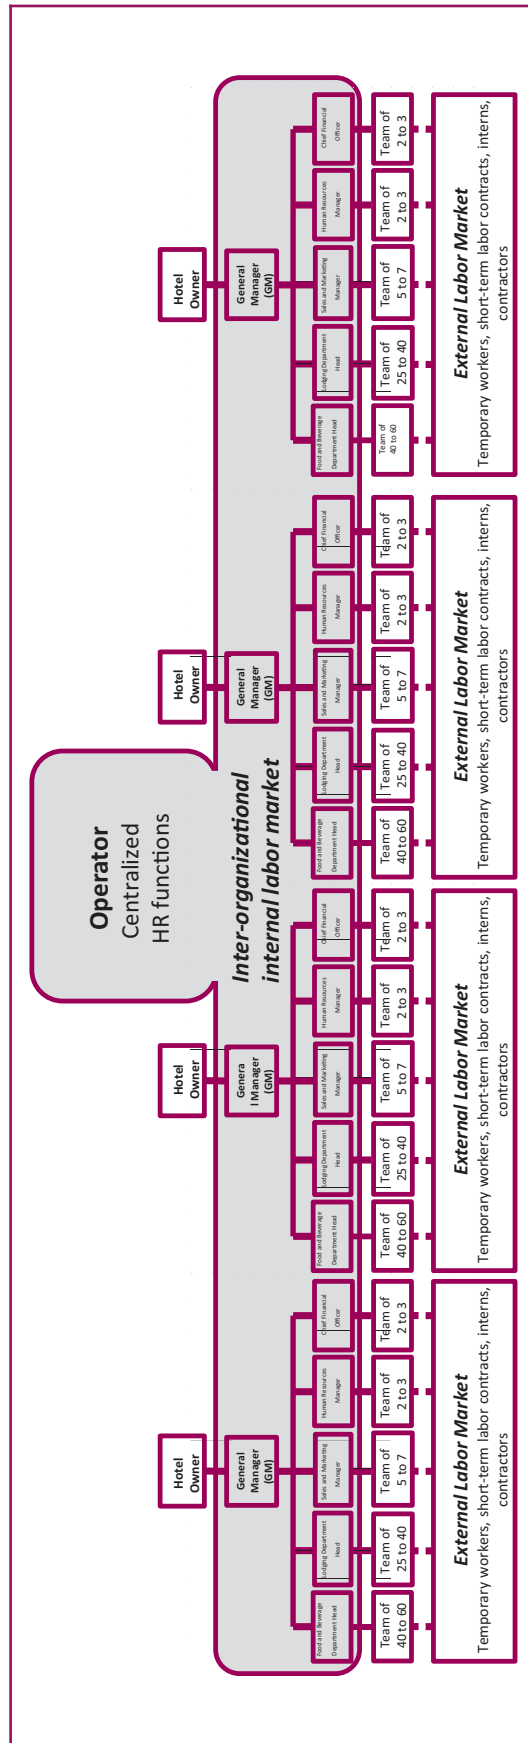 Operator
Centralized
HR functions
Hotel
Owner
Hotel
Owner
Hotel
Owner
Hotel
Owner
Inter-organizational
internal labor market
General
Manager
(GM)
Genera
l Manager
(GM)
General
Manager
(GM)
General
Manager
(GM)
Food and Beverage
Department Head
Lodging Department
Head
Sales and Marketing
Manager
Human Resources
Manager
Chief Financial
Officer
Food and Beverage
Department Head
Lodging Department
Head
Sales and Marketing
Manager
Human Resources
Manager
Chief Financial
Officer
Food and Beverage
Department Head
Lodging Department
Head
Sales and Marketing
Manager
Human Resources
Manager
Chief Financial
Officer
Food and Beverage
Department Head
Lodging Department
Head
Sales and Marketing
Manager
Human Resources
Manager
Chief Financial
Officer
Team of
40 to 60
Team of
25 to 40
Team of
5 to 7
Team of
2 to 3
Team of
2 to 3
Team of
40 to 60
Team of
25 to 40
Team of
5 to 7
Team of
2 to 3
Team of
2 to 3
Team of
40 to 60
Team of
25 to 40
Team of
5 to 7
Team of
2 to 3
Team of
2 to 3
Team of
40 to 60
Team of
25 to 40
Team of
5 to 7
Team of
2 to 3
Team of
2 to 3
External Labor Market
Temporary workers, short-term labor contracts, interns,
contractors
External Labor Market
Temporary workers, short-term labor contracts, interns,
contractors
External Labor Market
Temporary workers, short-term labor contracts, interns,
contractors
External Labor Market
Temporary workers, short-term labor contracts, interns,
contractors